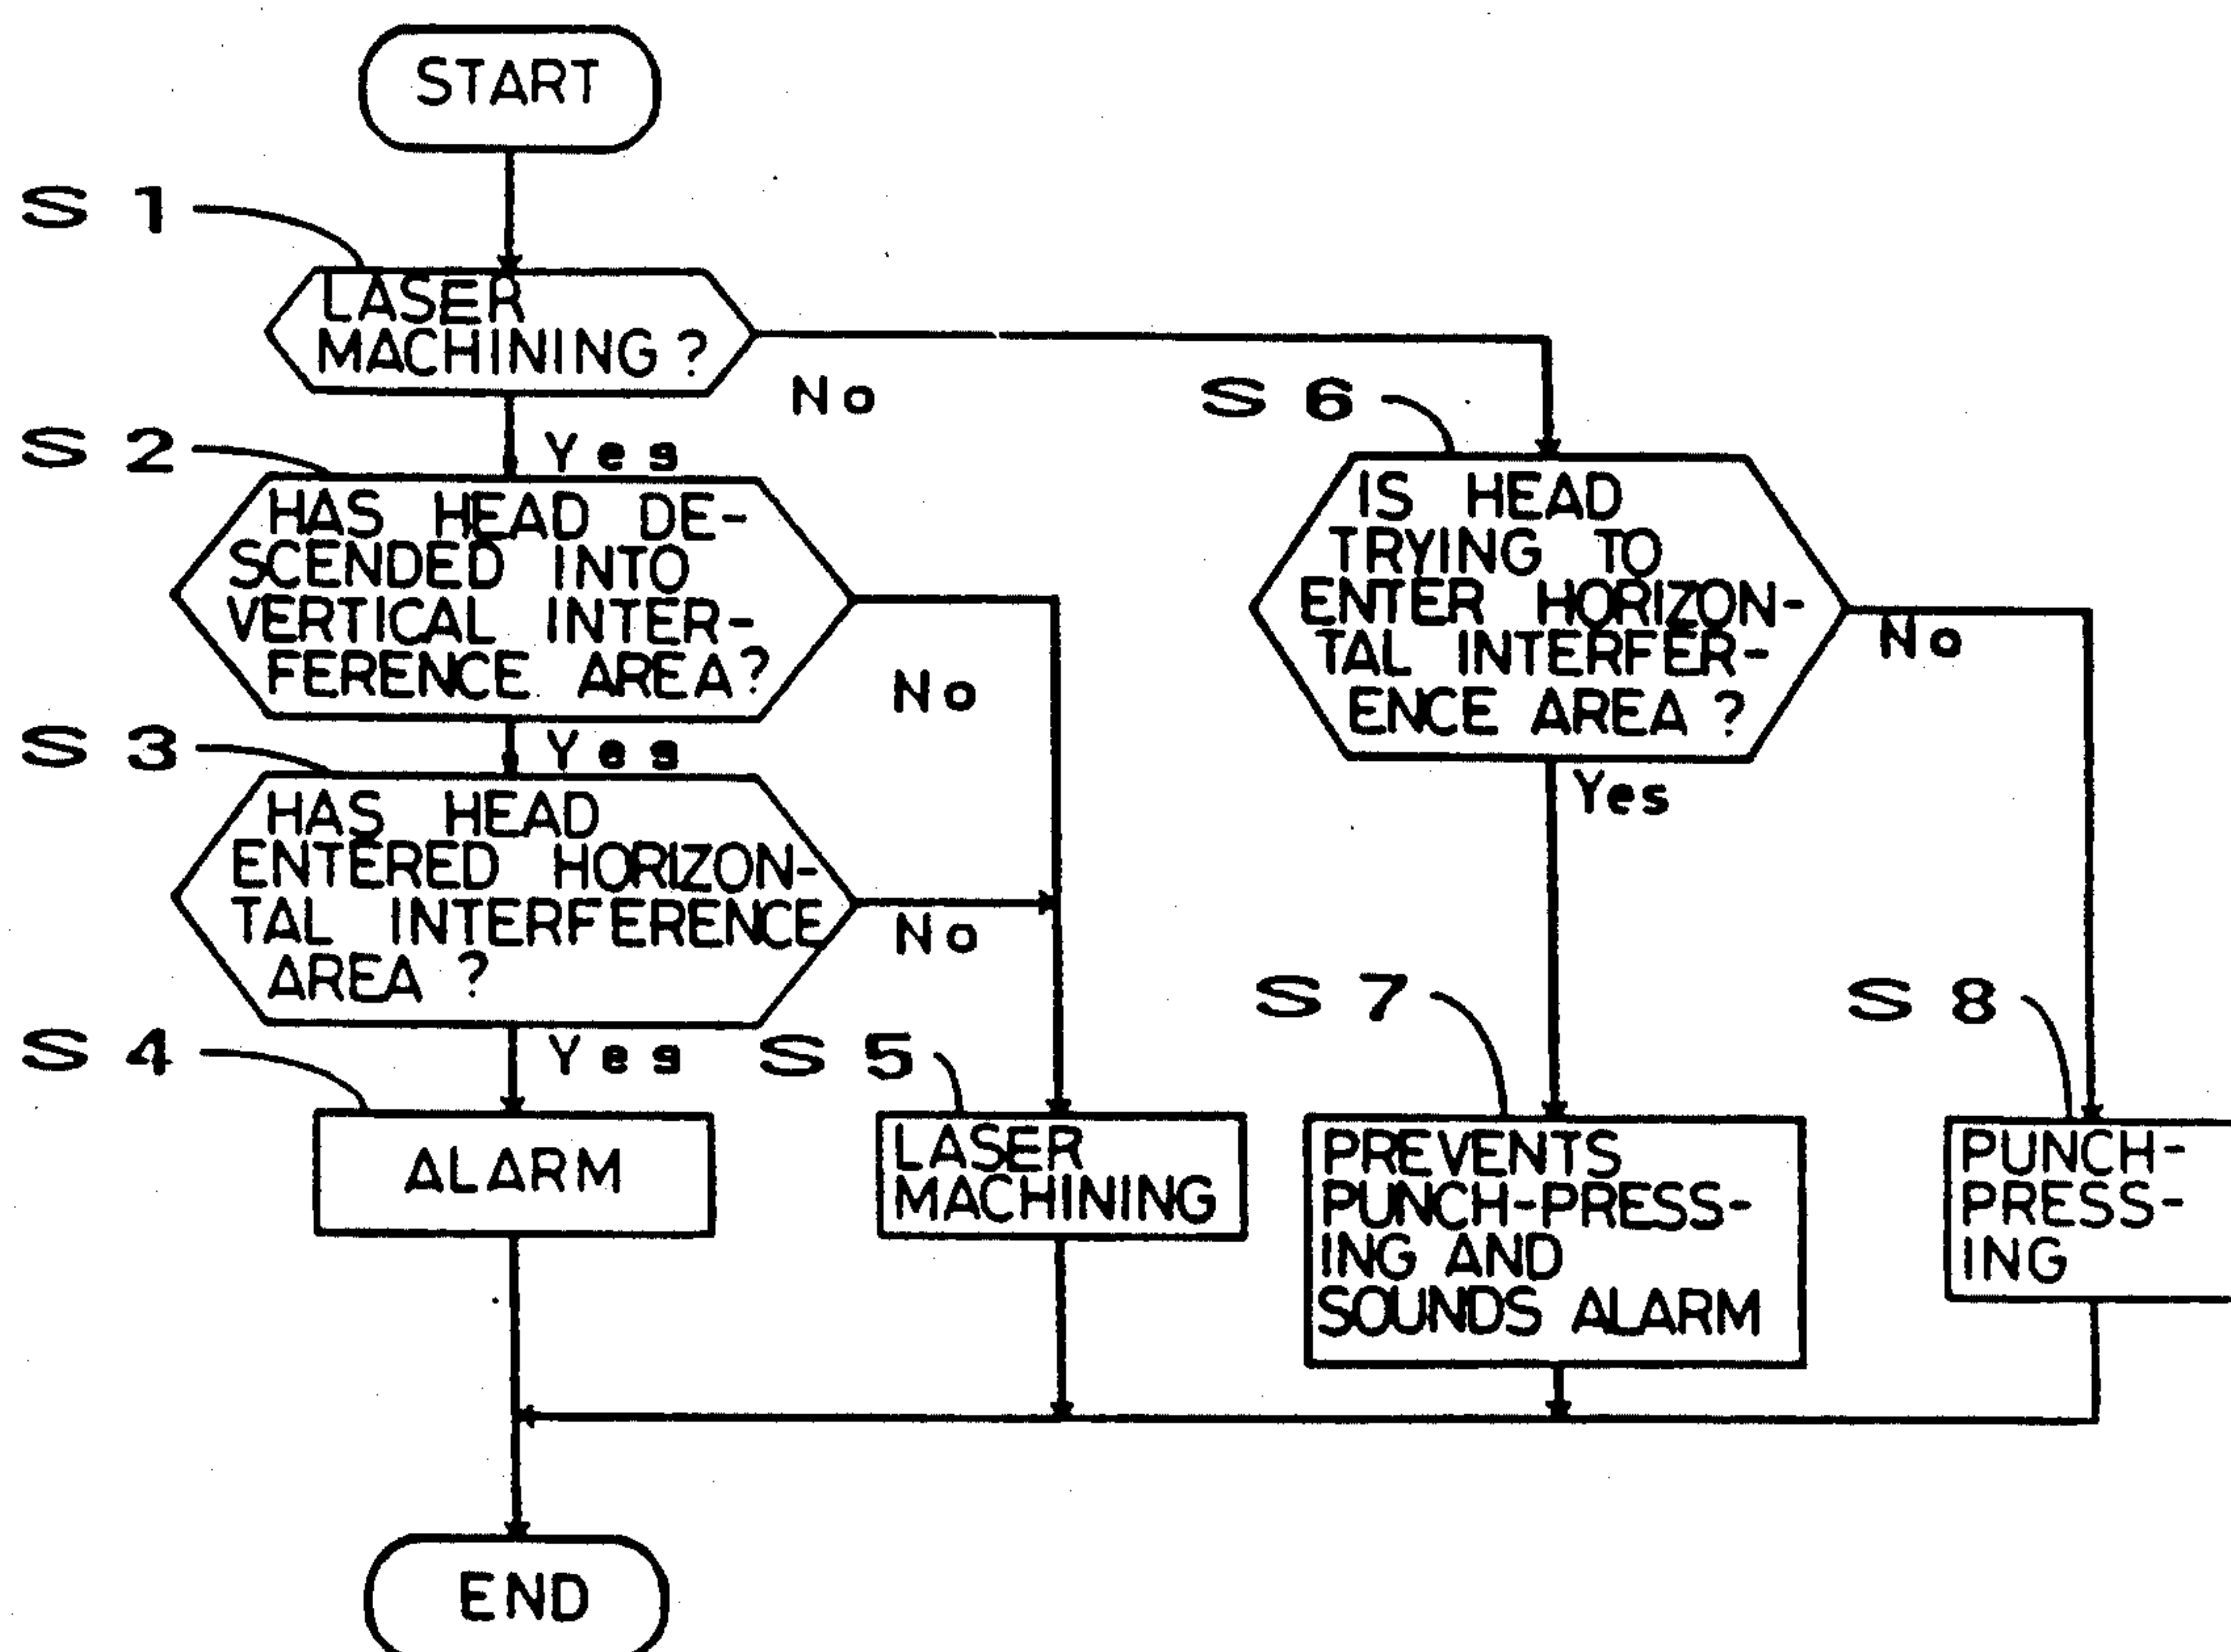 START
S 1
LASER
MACHINING ?
No
S 2
Yes
HAS HEAD DE-
SCENDED INTO
VERTICAL INTER-
FERENCE AREA?
No
S 3
Yes
HAS HEAD
ENTERED HORIZON-
TAL INTERFERENCE
AREA ?
No
S 4
Yes
ALARM
S 5
LASER
MACHINING
S 6
IS HEAD
TRYING TO
ENTER HORIZON-
TAL INTERFER-
ENCE AREA ?
No
Yes
S 7
PREVENTS
PUNCH-PRESS-
ING AND
SOUNDS ALARM
S 8
PUNCH-
PRESS-
ING
END